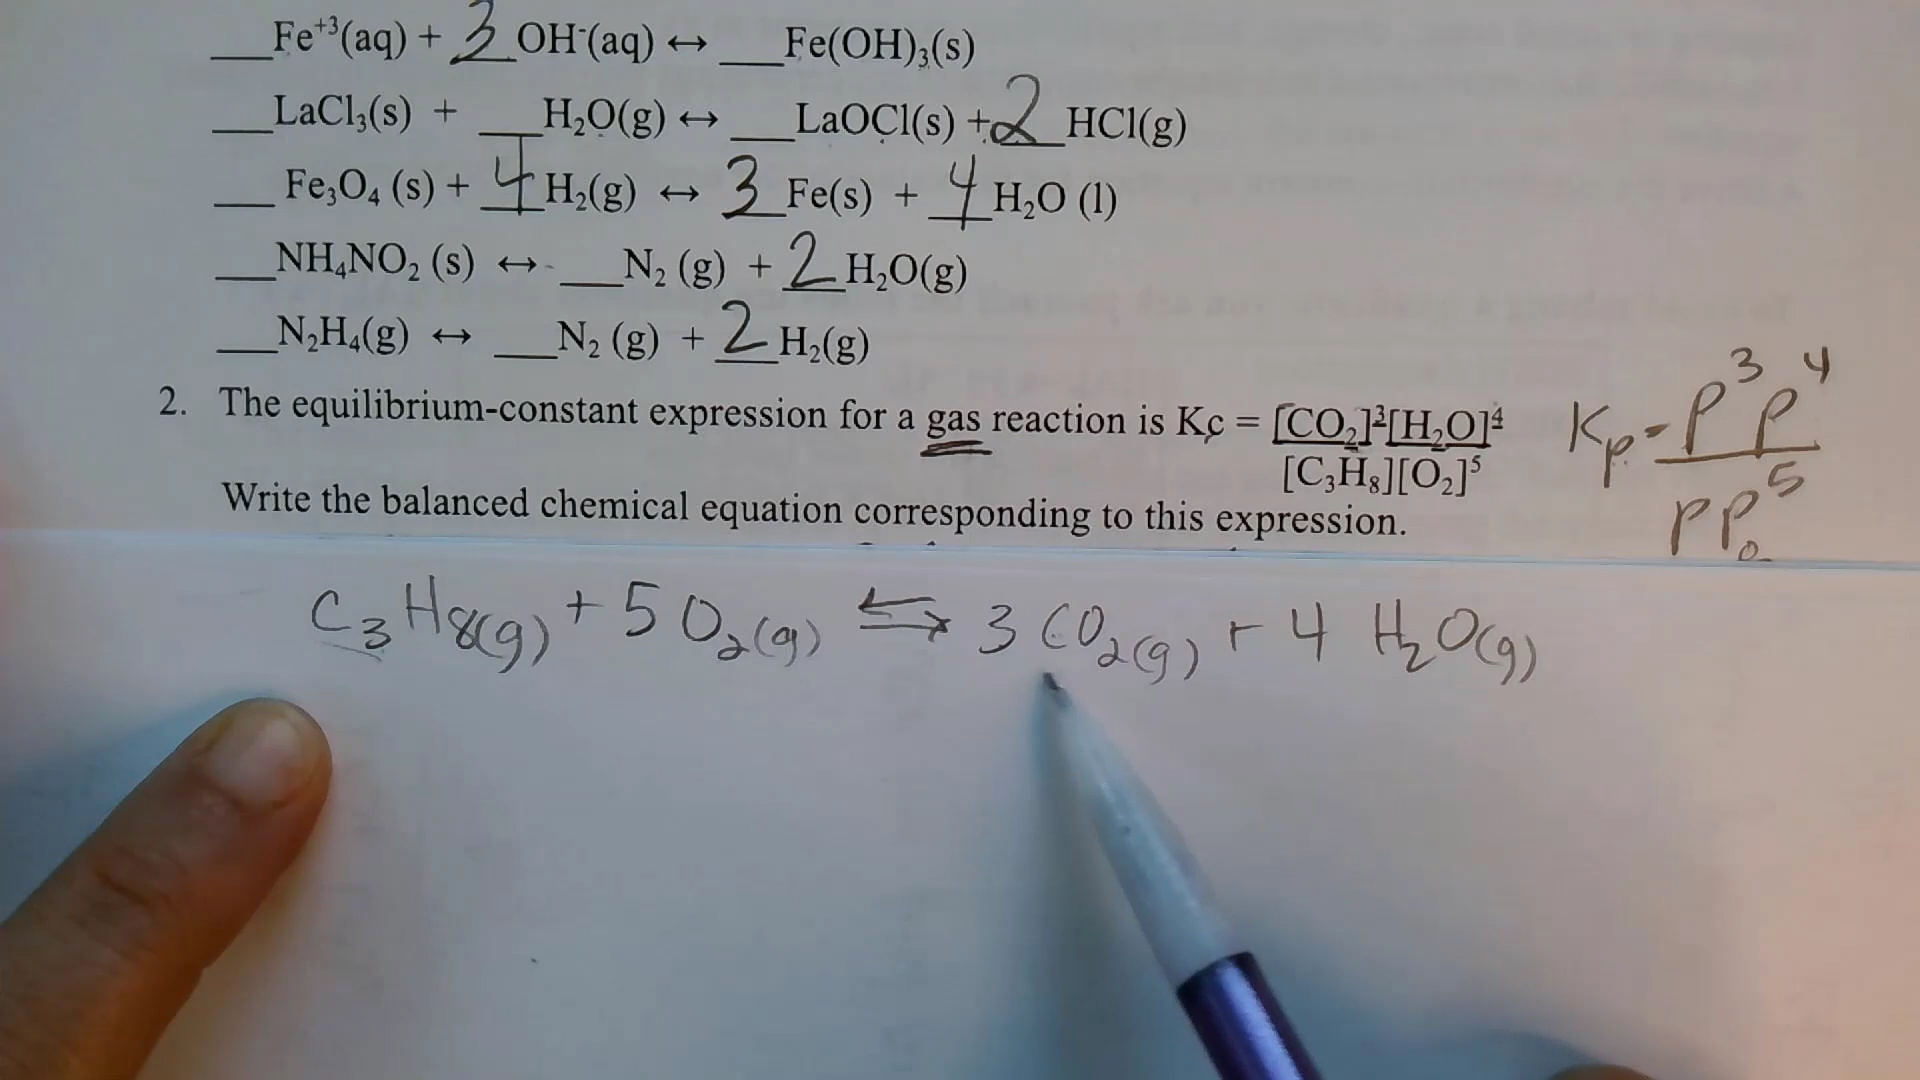 ___Fe⁺³(aq) + 3 OH⁻(aq) ↔ ___Fe(OH)₃(s)
___LaCl₃(s) + ___H₂O(g) ↔ ___LaOCl(s) + 2 HCl(g)
___Fe₃O₄ (s) + 4 H₂(g) ↔ 3 Fe(s) + 4 H₂O (l)
___NH₄NO₂ (s) ↔ ___N₂ (g) + 2 H₂O(g)
___N₂H₄(g) ↔ ___N₂ (g) + 2 H₂(g)
2. The equilibrium-constant expression for a gas reaction is Kc = [CO₂]³[H₂O]⁴
[C₃H₈][O₂]⁵
Kp = P³ P⁴
P P⁵
Write the balanced chemical equation corresponding to this expression.
C₃H₈(g) + 5 O₂(g) ⇆ 3 CO₂(g) + 4 H₂O(g)